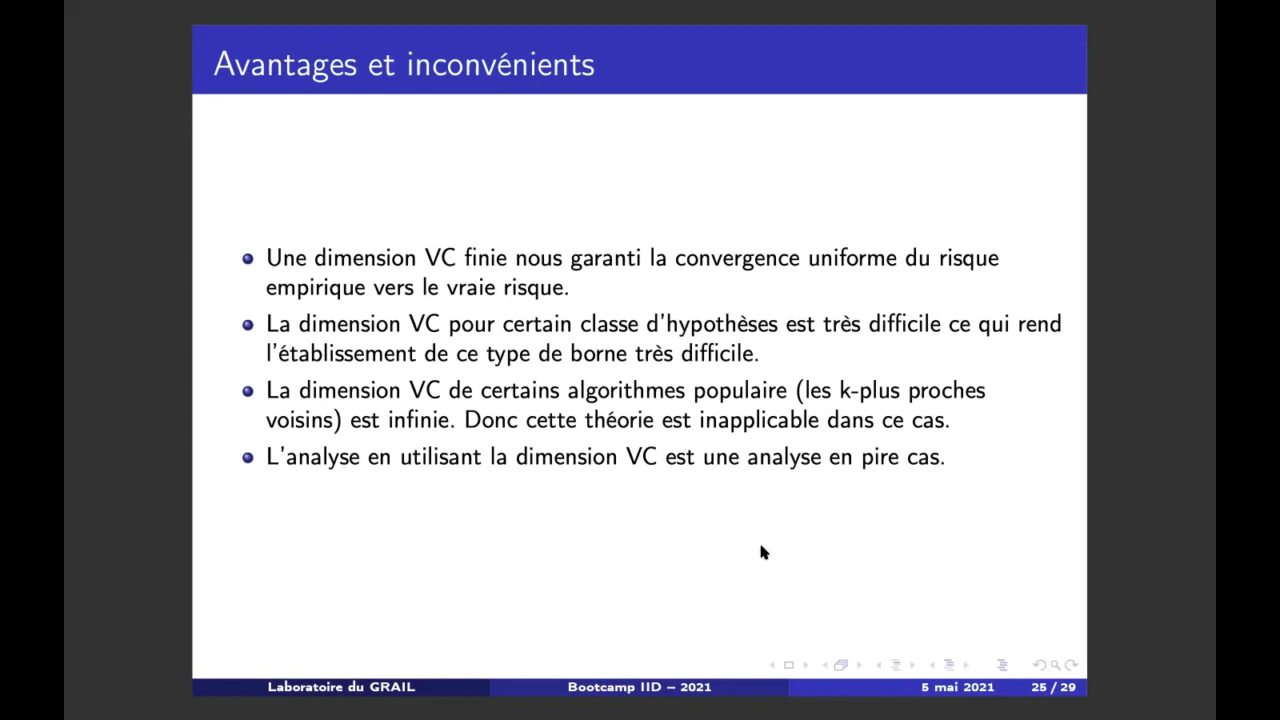 Avantages et inconvénients
Une dimension VC finie nous garanti la convergence uniforme du risque
empirique vers le vraie risque.
La dimension VC pour certain classe d'hypothèses est très difficile ce qui rend
l'établissement de ce type de borne très difficile.
La dimension VC de certains algorithmes populaire (les k-plus proches
voisins) est infinie. Donc cette théorie est inapplicable dans ce cas.
L'analyse en utilisant la dimension VC est une analyse en pire cas.
Laboratoire du GRAIL Bootcamp IID – 2021 5 mai 2021 25 / 29